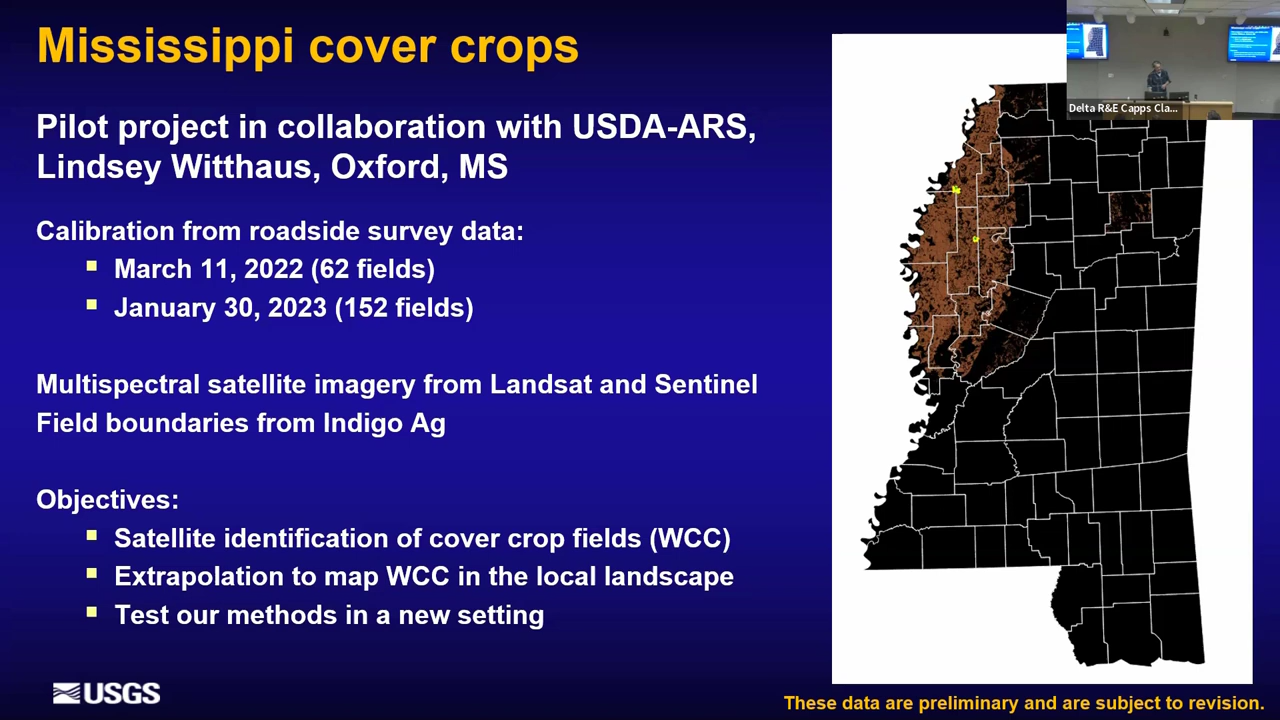 Mississippi cover crops
Delta R&E Capps Cla...
Pilot project in collaboration with USDA-ARS,
Lindsey Witthaus, Oxford, MS
Calibration from roadside survey data:
March 11, 2022 (62 fields)
January 30, 2023 (152 fields)
Multispectral satellite imagery from Landsat and Sentinel
Field boundaries from Indigo Ag
Objectives:
Satellite identification of cover crop fields (WCC)
Extrapolation to map WCC in the local landscape
Test our methods in a new setting
USGS
These data are preliminary and are subject to revision.